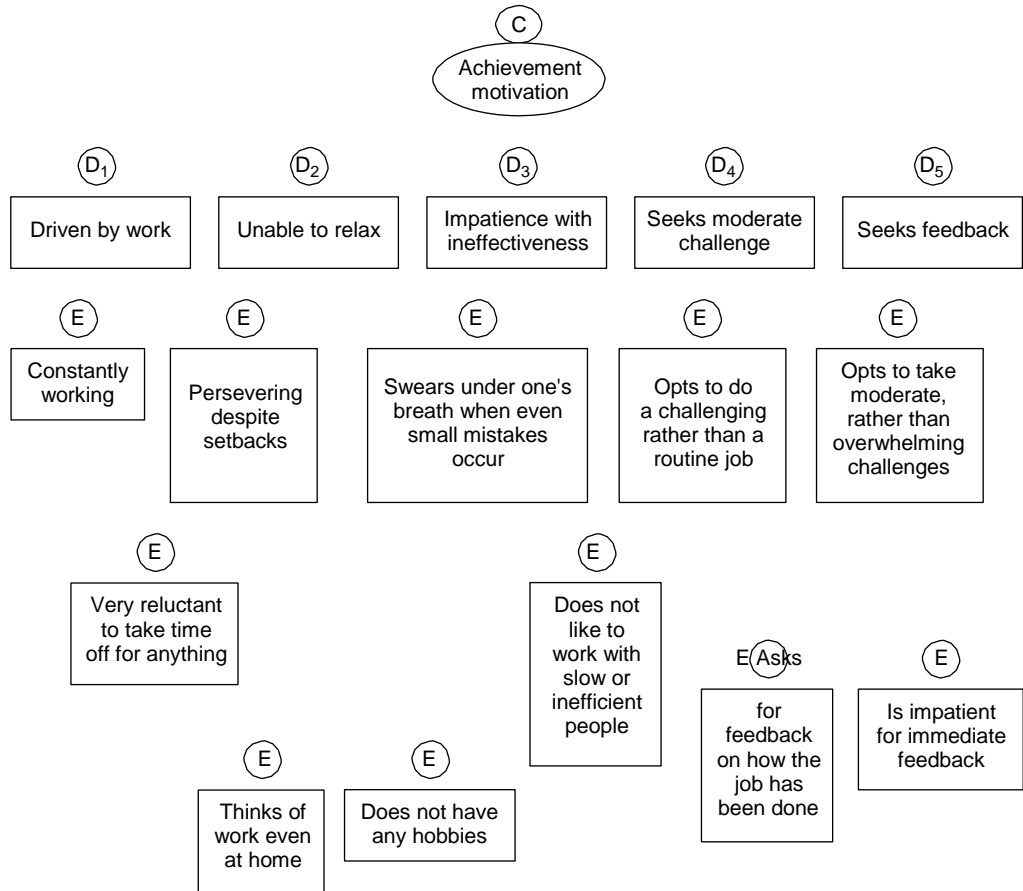 C
Achievement
motivation
D₁
D₂
D₃
D₄
D₅
Driven by work
Unable to relax
Impatience with
ineffectiveness
Seeks moderate
challenge
Seeks feedback
E
E
E
E
E
Constantly
working
Persevering
despite
setbacks
Swears under one's
breath when even
small mistakes
occur
Opts to do
a challenging
rather than a
routine job
Opts to take
moderate,
rather than
overwhelming
challenges
E
E
Very reluctant
to take time
off for anything
Does not
like to
work with
slow or
inefficient
people
E Asks
E
for
feedback
on how the
job has
been done
Is impatient
for immediate
feedback
E
E
Thinks of
work even
at home
Does not have
any hobbies